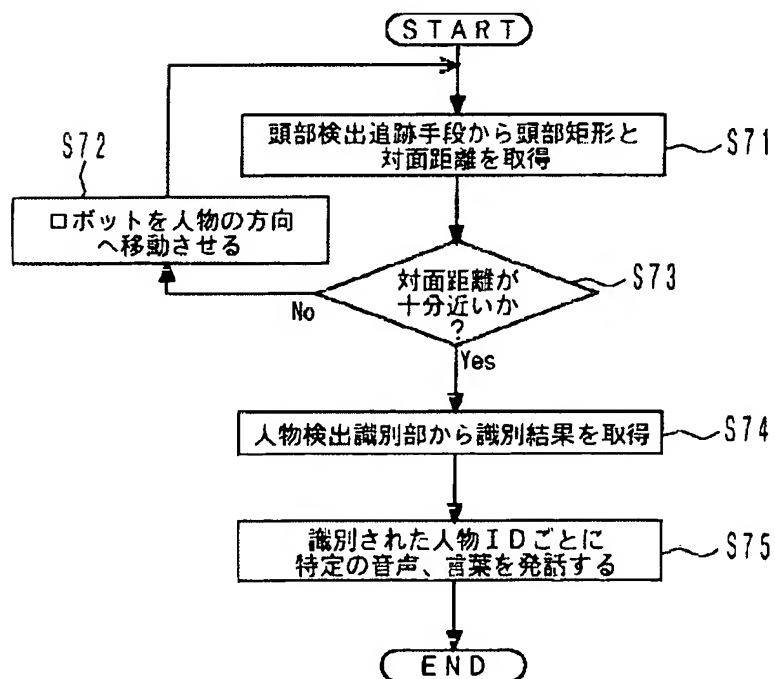 START
頭部検出追跡手段から頭部矩形と
対面距離を取得
S71
S72
ロボットを人物の方向
へ移動させる
対面距離が
十分近いか
?
S73
No
Yes
人物検出識別部から識別結果を取得
S74
識別された人物IDごとに
特定の音声、言葉を発話する
S75
END